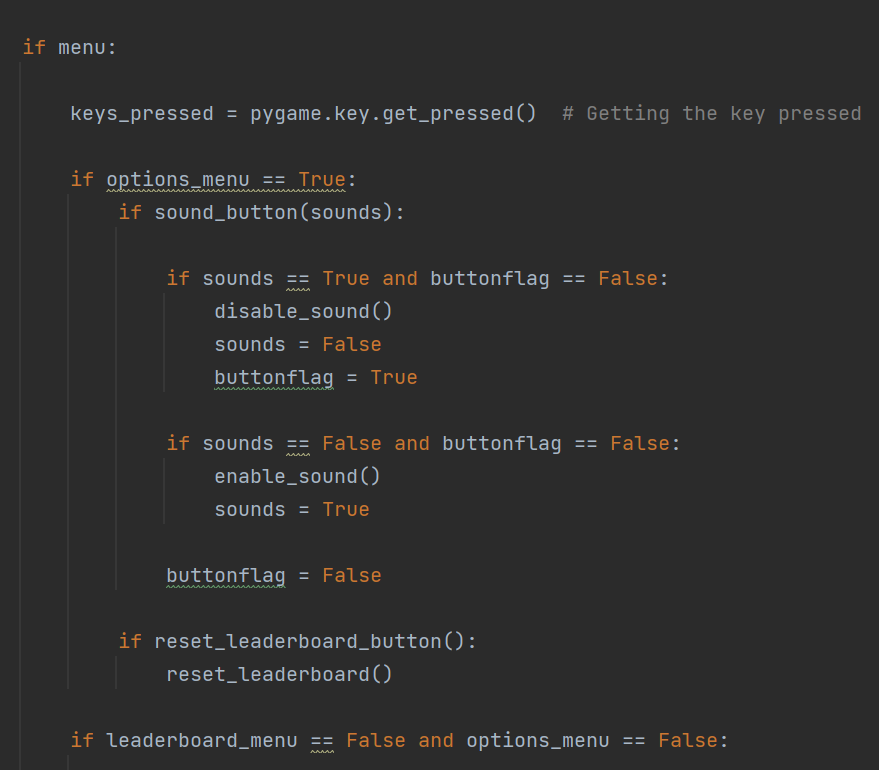 if menu:
keys_pressed = pygame.key.get_pressed()  # Getting the key pressed
if options_menu == True:
if sound_button(sounds):
if sounds == True and buttonflag == False:
disable_sound()
sounds = False
buttonflag = True
if sounds == False and buttonflag == False:
enable_sound()
sounds = True
buttonflag = False
if reset_leaderboard_button():
reset_leaderboard()
if leaderboard_menu == False and options_menu == False: